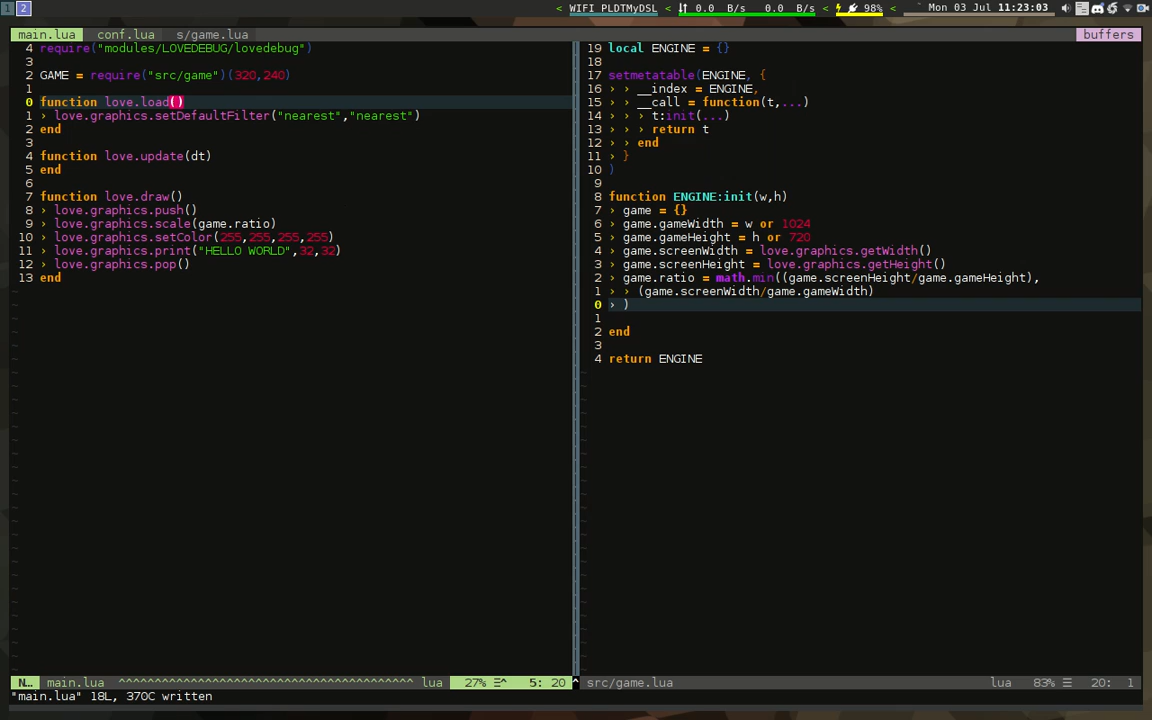 1 2 < WIFI PLDTMyDSL < 0.0 B/s 0.0 B/s < 98% < Mon 03 Jul 11:23:03
main.lua conf.lua s/game.lua buffers
4 require("modules/LOVEDEBUG/lovedebug")
3
2 GAME = require("src/game")(320,240)
1
0 function love.load()
1 › love.graphics.setDefaultFilter("nearest","nearest")
2 end
3
4 function love.update(dt)
5 end
6
7 function love.draw()
8 › love.graphics.push()
9 › love.graphics.scale(game.ratio)
10 › love.graphics.setColor(255,255,255,255)
11 › love.graphics.print("HELLO WORLD",32,32)
12 › love.graphics.pop()
13 end
19 local ENGINE = {}
18
17 setmetatable(ENGINE, {
16 › › __index = ENGINE,
15 › › __call = function(t,...)
14 › › › t:init(...)
13 › › › return t
12 › › end
11 › }
10 )
9
8 function ENGINE:init(w,h)
7 › game = {}
6 › game.gameWidth = w or 1024
5 › game.gameHeight = h or 720
4 › game.screenWidth = love.graphics.getWidth()
3 › game.screenHeight = love.graphics.getHeight()
2 › game.ratio = math.min((game.screenHeight/game.gameHeight),
1 › › (game.screenWidth/game.gameWidth)
0 › )
1
2 end
3
4 return ENGINE
N… main.lua ^^^^^^^^^^^^^^^^^^^^^^^^^^^^^^^^^^^^^^^^^ lua 27% ☰^ 5: 20 ^ src/game.lua lua 83% ☰ 20: 1
"main.lua" 18L, 370C written